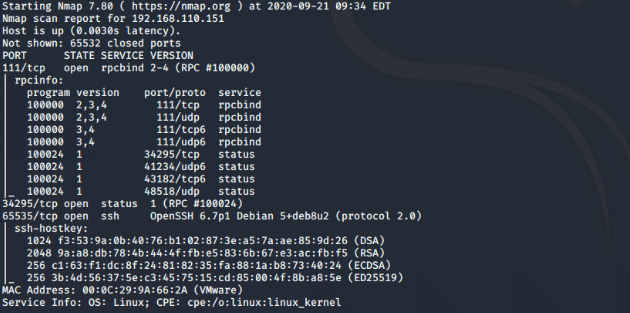 Starting Nmap 7.80 ( https://nmap.org ) at 2020-09-21 09:34 EDT
Nmap scan report for 192.168.110.151
Host is up (0.0030s latency).
Not shown: 65532 closed ports
PORT      STATE SERVICE VERSION
111/tcp   open  rpcbind 2-4 (RPC #100000)
| rpcinfo:
|   program version    port/proto  service
|   100000  2,3,4        111/tcp   rpcbind
|   100000  2,3,4        111/udp   rpcbind
|   100000  3,4          111/tcp6  rpcbind
|   100000  3,4          111/udp6  rpcbind
|   100024  1          34295/tcp   status
|   100024  1          41234/udp6  status
|   100024  1          43182/tcp6  status
|_  100024  1          48518/udp   status
34295/tcp open  status  1 (RPC #100024)
65535/tcp open  ssh     OpenSSH 6.7p1 Debian 5+deb8u2 (protocol 2.0)
| ssh-hostkey:
|   1024 f3:53:9a:0b:40:76:b1:02:87:3e:a5:7a:ae:85:9d:26 (DSA)
|   2048 9a:a8:db:78:4b:44:4f:fb:e5:83:6b:67:e3:ac:fb:f5 (RSA)
|   256 c1:63:f1:dc:8f:24:81:82:35:fa:88:1a:b8:73:40:24 (ECDSA)
|_  256 3b:4d:56:37:5e:c3:45:75:15:cd:85:00:4f:8b:a8:5e (ED25519)
MAC Address: 00:0C:29:9A:66:2A (VMware)
Service Info: OS: Linux; CPE: cpe:/o:linux:linux_kernel